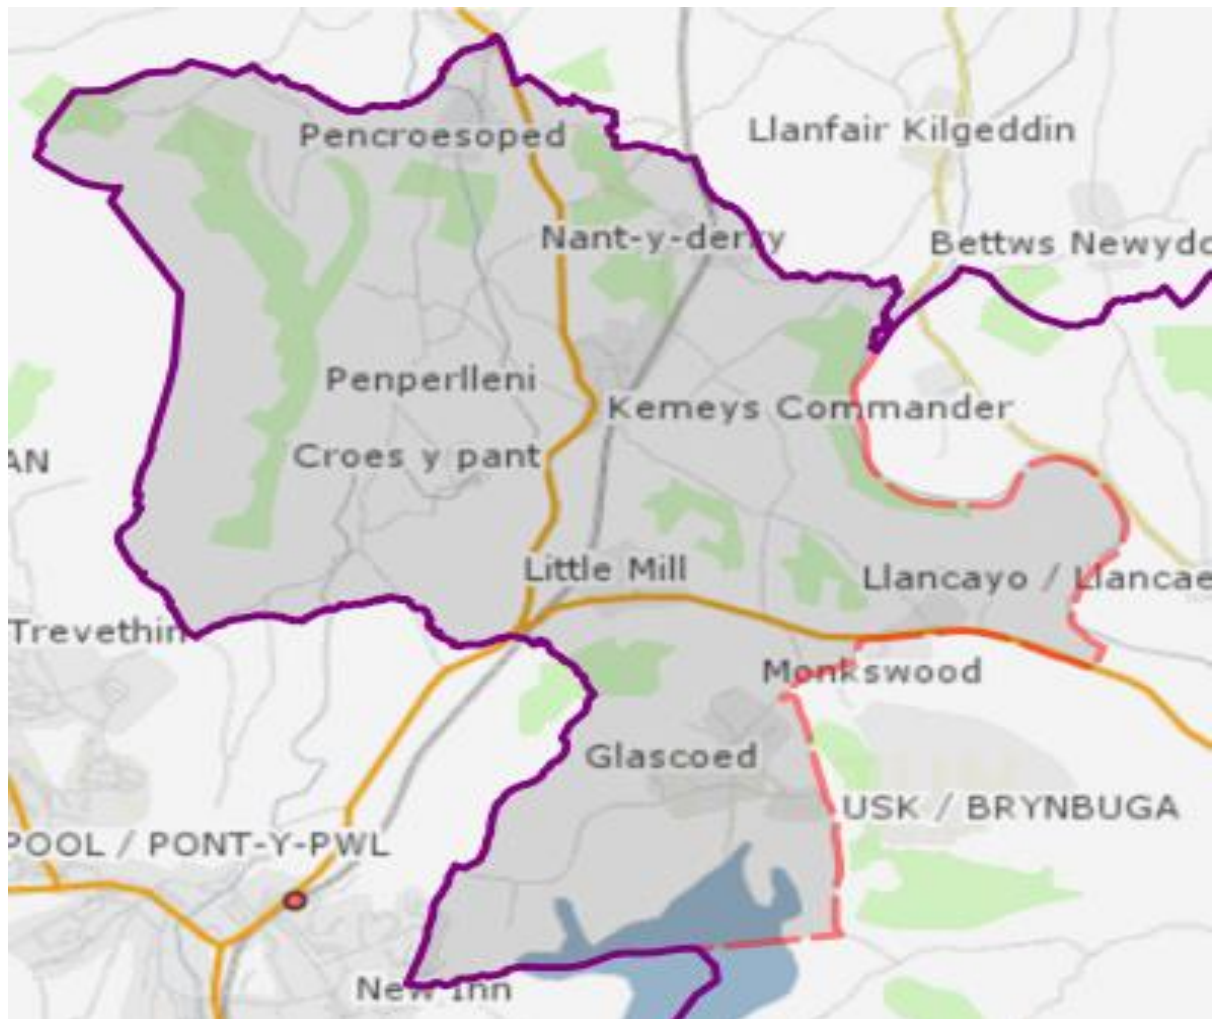 Pencroesoped
Llanfair Kilgeddin
Nant-y-derry
Bettws Newydd
Penperlleni
Kemeys Commander
AN
Croes y pant
Little Mill
Llancayo / Llancae
Trevethin
Monkswood
Glascoed
USK / BRYNBUGA
POOL / PONT-Y-PWL
New Inn